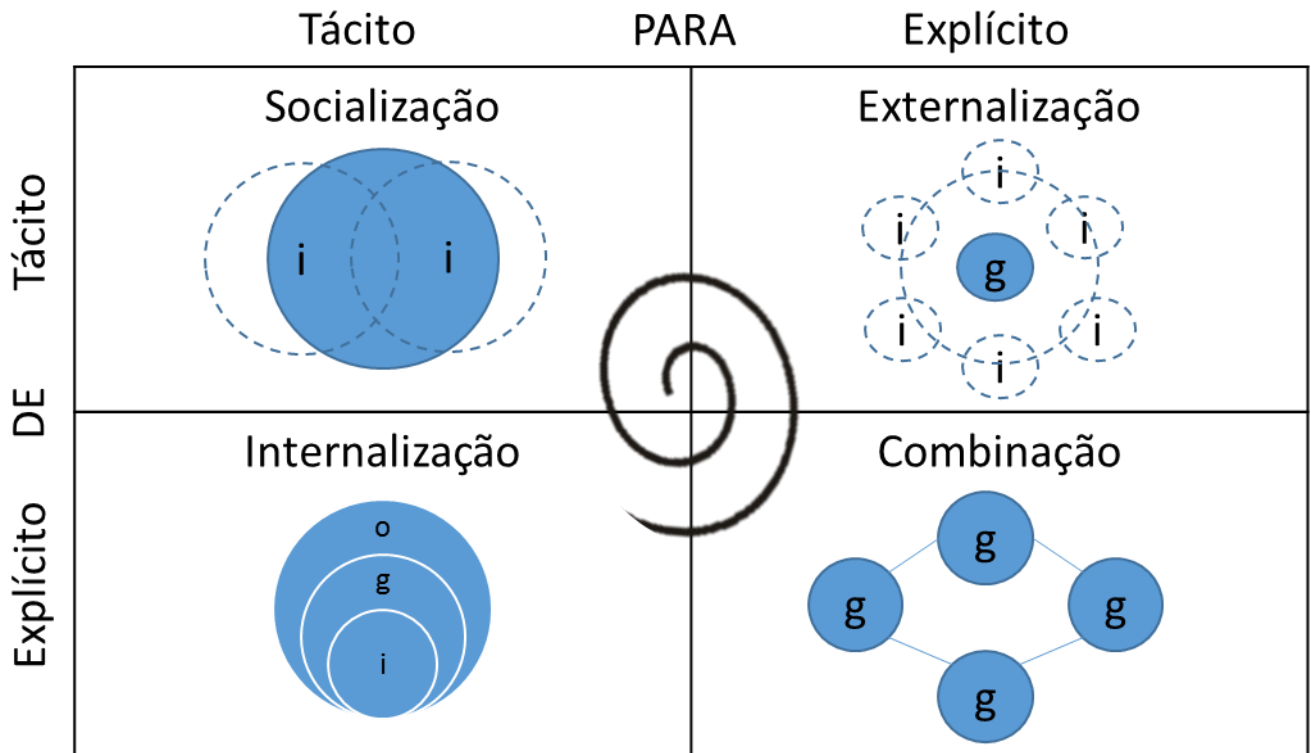 Tácito PARA Explícito
Tácito
DE
Explícito
Socialização
i i
Externalização
i
i i
g
i i
i
Internalização
o
g
i
Combinação
g
g g
g